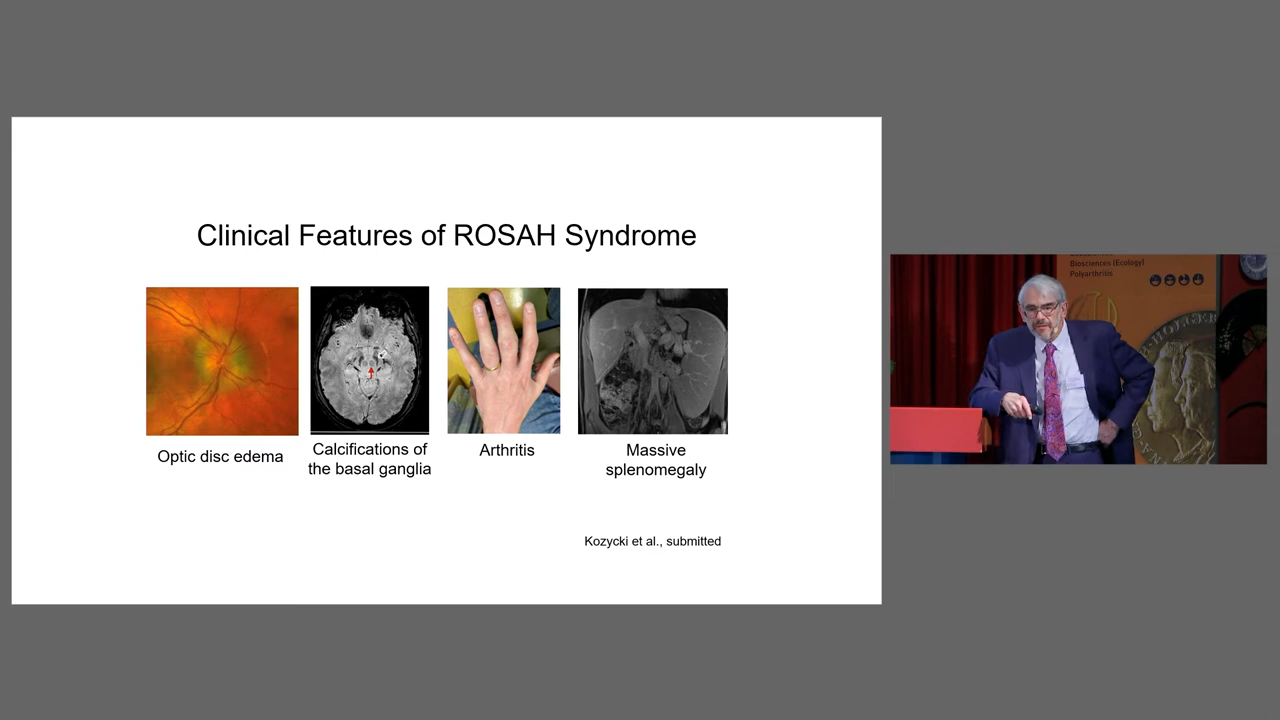 Clinical Features of ROSAH Syndrome
Optic disc edema
Calcifications of
the basal ganglia
Arthritis
Massive
splenomegaly
Kozycki et al., submitted
Biosciences (Ecology)
Polyarthritis